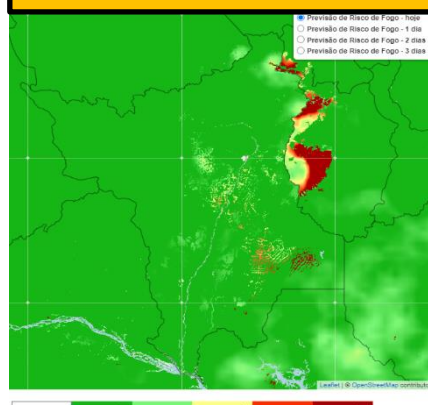 Previsão de Risco de Fogo - hoje
Previsão de Risco de Fogo - 1 dia
Previsão de Risco de Fogo - 2 dias
Previsão de Risco de Fogo - 3 dias
Leaflet | © OpenStreetMap contributo